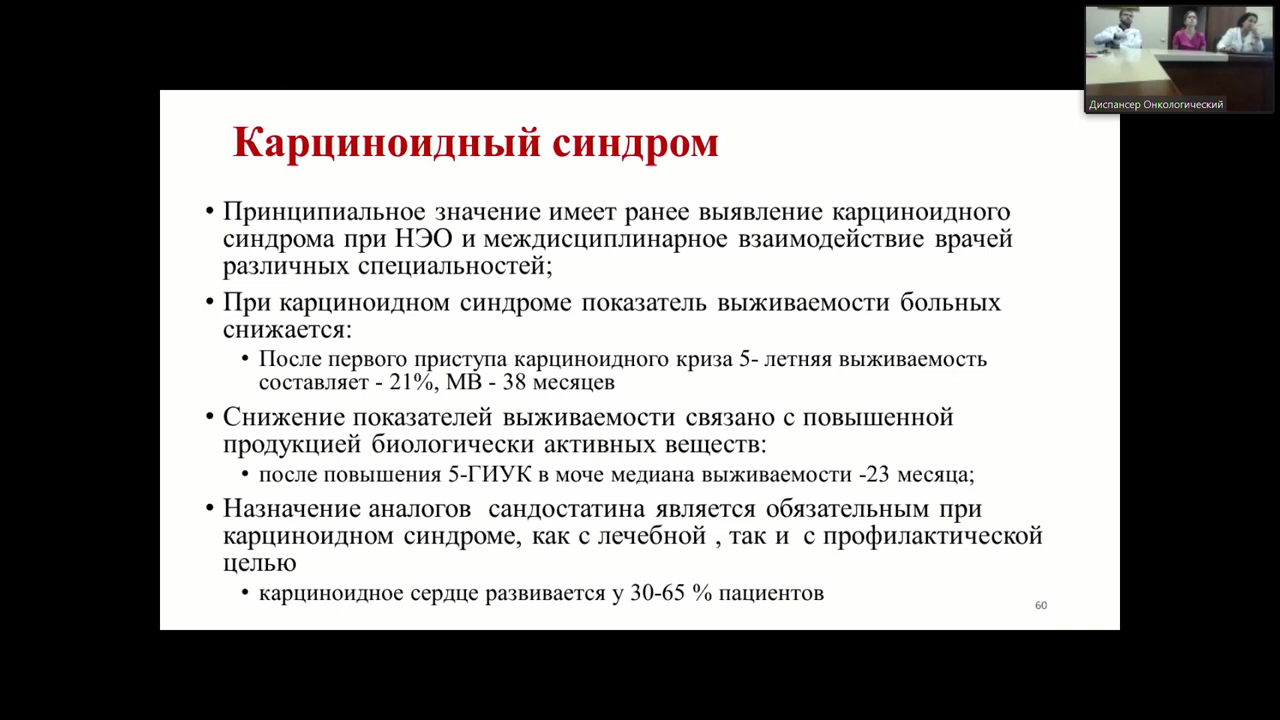 Диспансер Онкологический
Карциноидный синдром
• Принципиальное значение имеет ранее выявление карциноидного
синдрома при НЭО и междисциплинарное взаимодействие врачей
различных специальностей;
• При карциноидном синдроме показатель выживаемости больных
снижается:
• После первого приступа карциноидного криза 5- летняя выживаемость
составляет - 21%, МВ - 38 месяцев
• Снижение показателей выживаемости связано с повышенной
продукцией биологически активных веществ:
• после повышения 5-ГИУК в моче медиана выживаемости -23 месяца;
• Назначение аналогов сандостатина является обязательным при
карциноидном синдроме, как с лечебной , так и с профилактической
целью
• карциноидное сердце развивается у 30-65 % пациентов
60